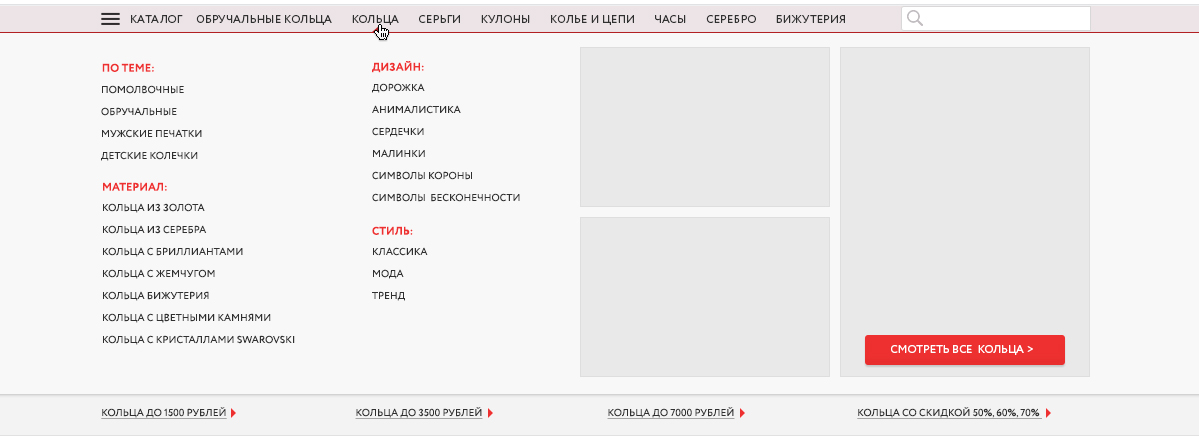 КАТАЛОГ ОБРУЧАЛЬНЫЕ КОЛЬЦА КОЛЬЦА СЕРЬГИ КУЛОНЫ КОЛЬЕ И ЦЕПИ ЧАСЫ СЕРЕБРО БИЖУТЕРИЯ
ПО ТЕМЕ:
ПОМОЛВОЧНЫЕ
ОБРУЧАЛЬНЫЕ
МУЖСКИЕ ПЕЧАТКИ
ДЕТСКИЕ КОЛЕЧКИ
МАТЕРИАЛ:
КОЛЬЦА ИЗ ЗОЛОТА
КОЛЬЦА ИЗ СЕРЕБРА
КОЛЬЦА С БРИЛЛИАНТАМИ
КОЛЬЦА С ЖЕМЧУГОМ
КОЛЬЦА БИЖУТЕРИЯ
КОЛЬЦА С ЦВЕТНЫМИ КАМНЯМИ
КОЛЬЦА С КРИСТАЛЛАМИ SWAROVSKI
ДИЗАЙН:
ДОРОЖКА
АНИМАЛИСТИКА
СЕРДЕЧКИ
МАЛИНКИ
СИМВОЛЫ КОРОНЫ
СИМВОЛЫ БЕСКОНЕЧНОСТИ
СТИЛЬ:
КЛАССИКА
МОДА
ТРЕНД
СМОТРЕТЬ ВСЕ КОЛЬЦА >
КОЛЬЦА ДО 1500 РУБЛЕЙ КОЛЬЦА ДО 3500 РУБЛЕЙ КОЛЬЦА ДО 7000 РУБЛЕЙ КОЛЬЦА СО СКИДКОЙ 50%, 60%, 70%